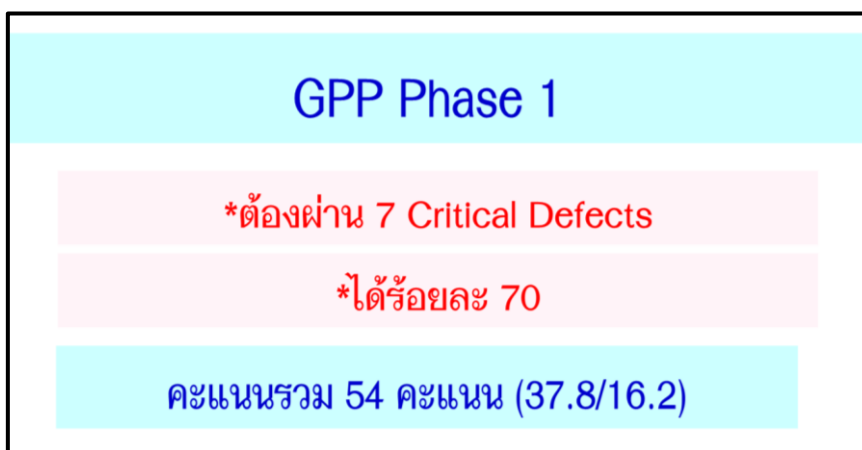 GPP Phase 1
*ต้องผ่าน 7 Critical Defects
*ได้ร้อยละ 70
คะแนนรวม 54 คะแนน (37.8/16.2)